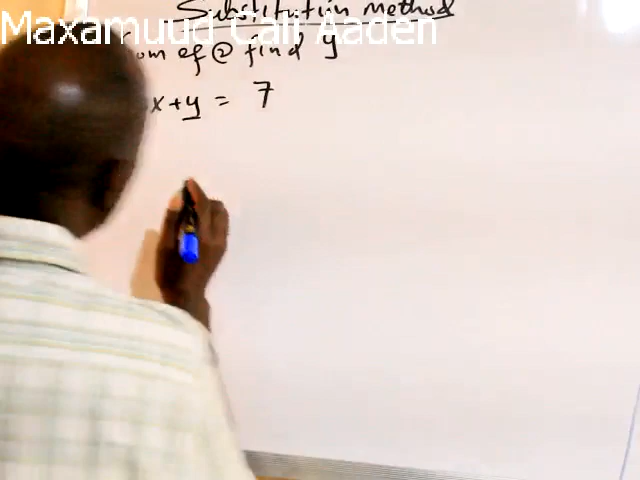 Substitution method
Maxamuud Cali Aaden
from eq @ find y
x + y = 7